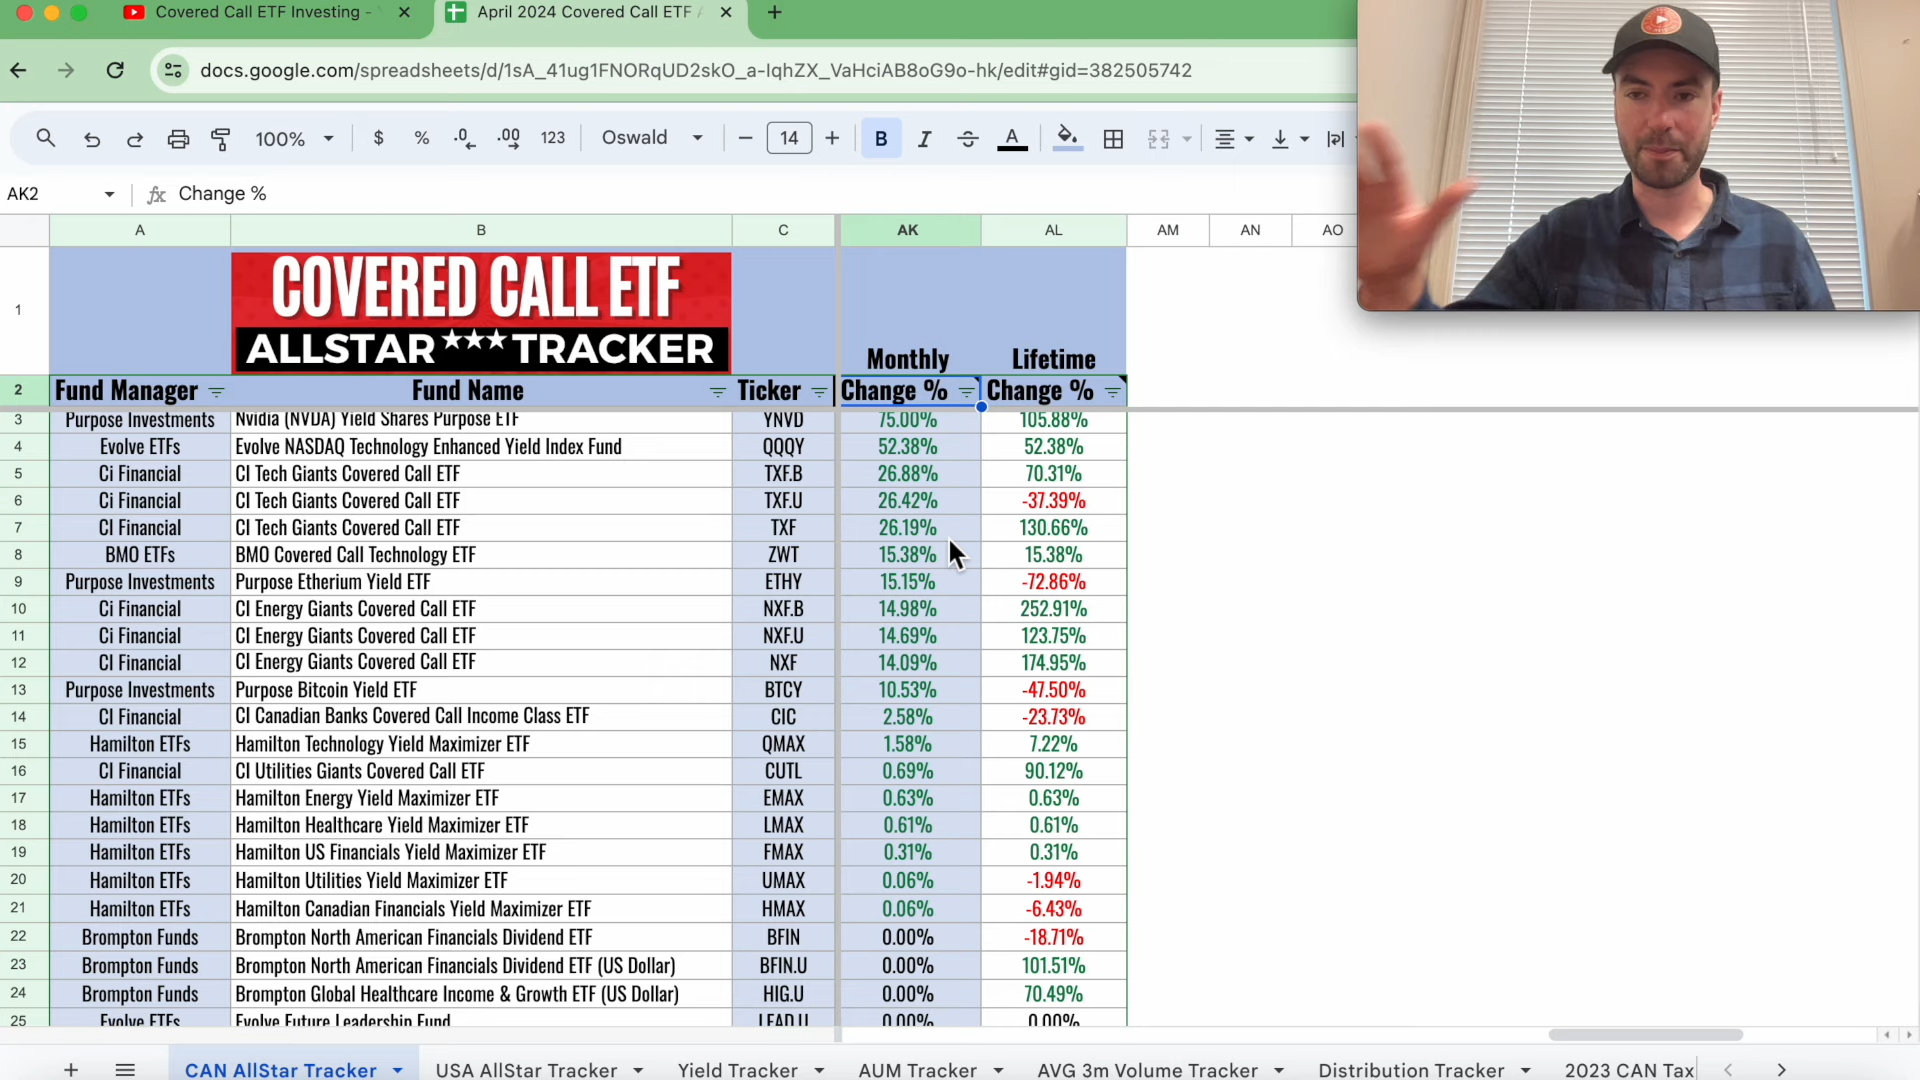 Covered Call ETF Investing -
April 2024 Covered Call ETF
docs.google.com/spreadsheets/d/1sA_41ug1FNORqUD2skO_a-IqhZX_VaHciAB8oG9o-hk/edit#gid=382505742
100% $ % .0 .00 123 Oswald 14 B I A
AK2 fx Change %
A B C AK AL AM AN AO
1 COVERED CALL ETF
ALLSTAR ★★★ TRACKER
Monthly Lifetime
2 Fund Manager Fund Name Ticker Change % Change %
3 Purpose Investments Nvidia (NVDA) Yield Shares Purpose ETF YNVD 75.00% 105.88%
4 Evolve ETFs Evolve NASDAQ Technology Enhanced Yield Index Fund QQQY 52.38% 52.38%
5 Ci Financial CI Tech Giants Covered Call ETF TXF.B 26.88% 70.31%
6 Ci Financial CI Tech Giants Covered Call ETF TXF.U 26.42% -37.39%
7 CI Financial CI Tech Giants Covered Call ETF TXF 26.19% 130.66%
8 BMO ETFs BMO Covered Call Technology ETF ZWT 15.38% 15.38%
9 Purpose Investments Purpose Etherium Yield ETF ETHY 15.15% -72.86%
10 Ci Financial CI Energy Giants Covered Call ETF NXF.B 14.98% 252.91%
11 Ci Financial CI Energy Giants Covered Call ETF NXF.U 14.69% 123.75%
12 CI Financial CI Energy Giants Covered Call ETF NXF 14.09% 174.95%
13 Purpose Investments Purpose Bitcoin Yield ETF BTCY 10.53% -47.50%
14 CI Financial CI Canadian Banks Covered Call Income Class ETF CIC 2.58% -23.73%
15 Hamilton ETFs Hamilton Technology Yield Maximizer ETF QMAX 1.58% 7.22%
16 CI Financial CI Utilities Giants Covered Call ETF CUTL 0.69% 90.12%
17 Hamilton ETFs Hamilton Energy Yield Maximizer ETF EMAX 0.63% 0.63%
18 Hamilton ETFs Hamilton Healthcare Yield Maximizer ETF LMAX 0.61% 0.61%
19 Hamilton ETFs Hamilton US Financials Yield Maximizer ETF FMAX 0.31% 0.31%
20 Hamilton ETFs Hamilton Utilities Yield Maximizer ETF UMAX 0.06% -1.94%
21 Hamilton ETFs Hamilton Canadian Financials Yield Maximizer ETF HMAX 0.06% -6.43%
22 Brompton Funds Brompton North American Financials Dividend ETF BFIN 0.00% -18.71%
23 Brompton Funds Brompton North American Financials Dividend ETF (US Dollar) BFIN.U 0.00% 101.51%
24 Brompton Funds Brompton Global Healthcare Income & Growth ETF (US Dollar) HIG.U 0.00% 70.49%
25 Evolve ETFs Evolve Future Leadership Fund LEAD.U 0.00% 0.00%
CAN AllStar Tracker USA AllStar Tracker Yield Tracker AUM Tracker AVG 3m Volume Tracker Distribution Tracker 2023 CAN Tax